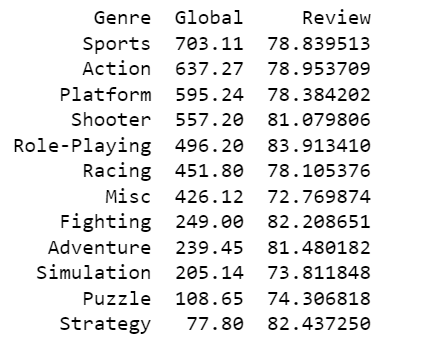 Genre Global Review
Sports 703.11 78.839513
Action 637.27 78.953709
Platform 595.24 78.384202
Shooter 557.20 81.079806
Role-Playing 496.20 83.913410
Racing 451.80 78.105376
Misc 426.12 72.769874
Fighting 249.00 82.208651
Adventure 239.45 81.480182
Simulation 205.14 73.811848
Puzzle 108.65 74.306818
Strategy 77.80 82.437250